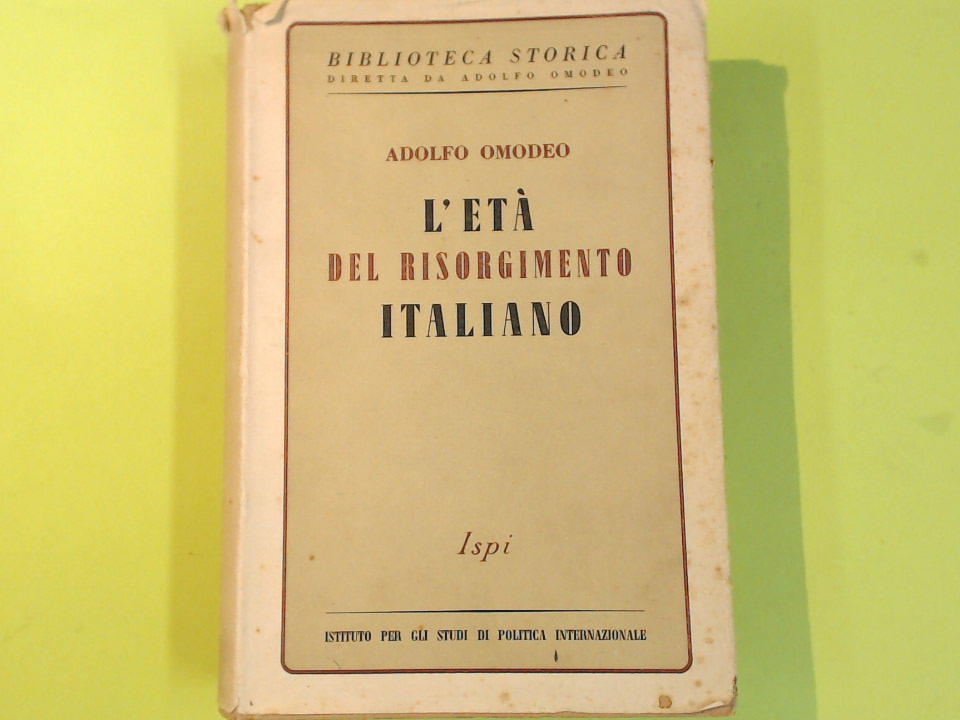 BIBLIOTECA STORICA
DIRETTA DA ADOLFO OMODEO
ADOLFO OMODEO
L'ETÀ
DEL RISORGIMENTO
ITALIANO
Ispi
ISTITUTO PER GLI STUDI DI POLITICA INTERNAZIONALE